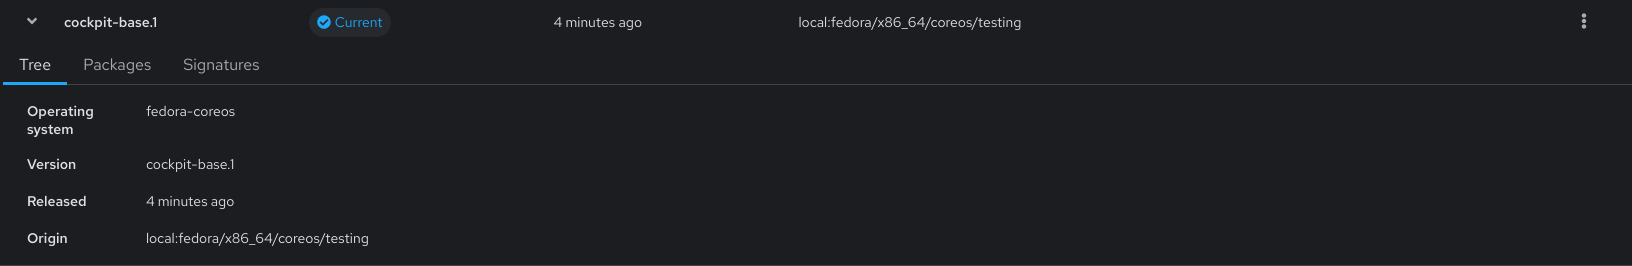 cockpit-base.1 Current 4 minutes ago local:fedora/x86_64/coreos/testing
Tree Packages Signatures
Operating system fedora-coreos
Version cockpit-base.1
Released 4 minutes ago
Origin local:fedora/x86_64/coreos/testing